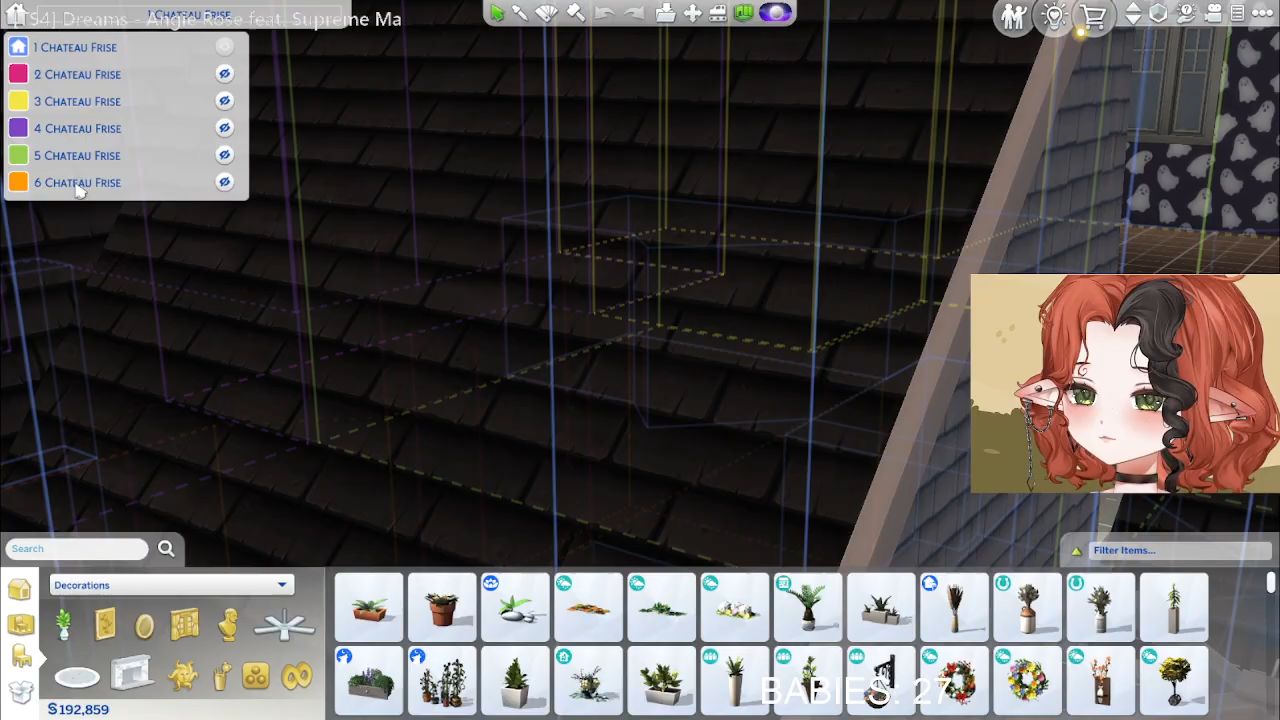 S4] Dreams - Angie Rose feat. Supreme Ma
1 Chateau Frise
1 Chateau Frise
2 Chateau Frise
3 Chateau Frise
4 Chateau Frise
5 Chateau Frise
6 Chateau Frise
Search
Filter Items...
Decorations
BABIES: 27
§192,859